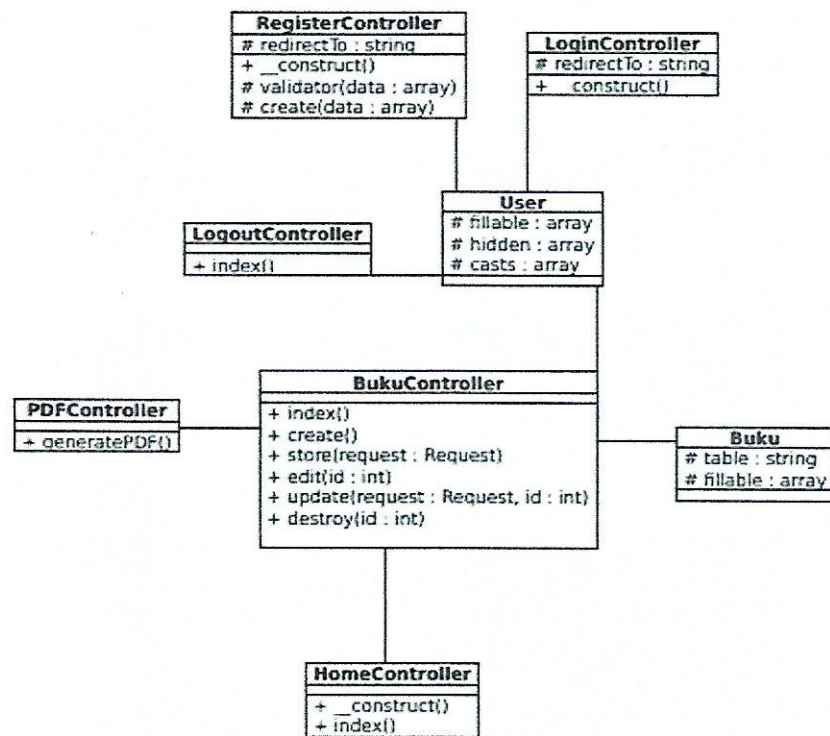 RegisterController
# redirectTo : string
+ __construct()
# validator(data : array)
# create(data : array)
LoginController
# redirectTo : string
+ __construct()
User
# fillable : array
# hidden : array
# casts : array
LogoutController
+ index()
BukuController
+ index()
+ create()
+ store(request : Request)
+ edit(id : int)
+ update(request : Request, id : int)
+ destroy(id : int)
PDFController
+ generatePDF()
Buku
# table : string
# fillable : array
HomeController
+ __construct()
+ index()